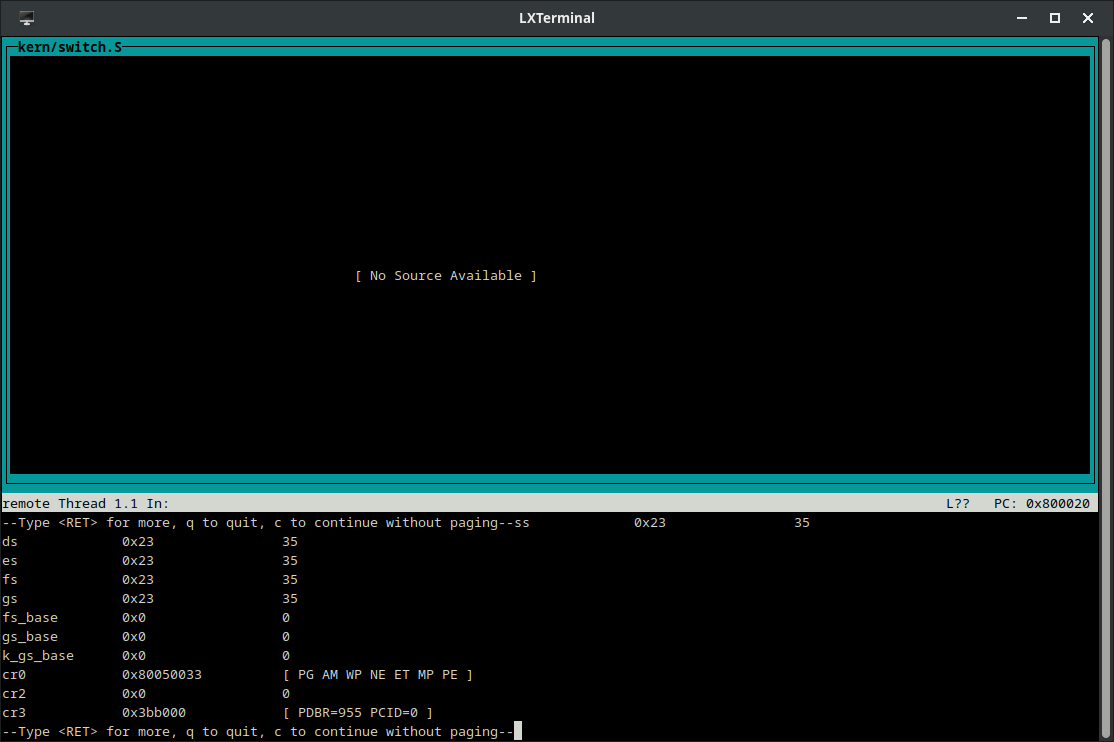 LXTerminal
kern/switch.S
[ No Source Available ]
remote Thread 1.1 In: L?? PC: 0x800020
--Type <RET> for more, q to quit, c to continue without paging--ss 0x23 35
ds 0x23 35
es 0x23 35
fs 0x23 35
gs 0x23 35
fs_base 0x0 0
gs_base 0x0 0
k_gs_base 0x0 0
cr0 0x80050033 [ PG AM WP NE ET MP PE ]
cr2 0x0 0
cr3 0x3bb000 [ PDBR=955 PCID=0 ]
--Type <RET> for more, q to quit, c to continue without paging--